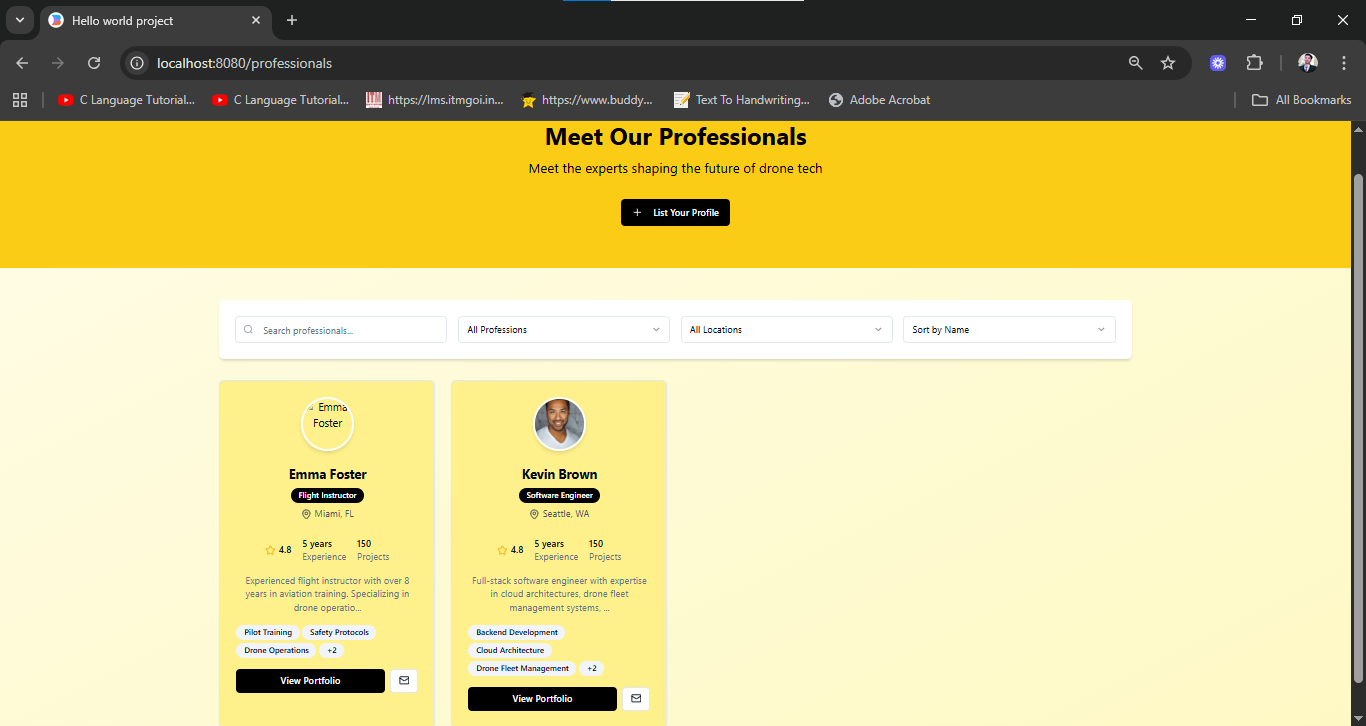 Hello world project
localhost:8080/professionals
C Language Tutorial...
C Language Tutorial...
https://lms.itmgoi.in...
https://www.buddy...
Text To Handwriting...
Adobe Acrobat
All Bookmarks
Meet Our Professionals
Meet the experts shaping the future of drone tech
+ List Your Profile
Search professionals...
All Professions
All Locations
Sort by Name
Emma
Foster
Emma Foster
Flight Instructor
Miami, FL
4.8
5 years
Experience
150
Projects
Experienced flight instructor with over 8
years in aviation training. Specializing in
drone operatio...
Pilot Training
Safety Protocols
Drone Operations
+2
View Portfolio
Kevin Brown
Software Engineer
Seattle, WA
4.8
5 years
Experience
150
Projects
Full-stack software engineer with expertise
in cloud architectures, drone fleet
management systems, ...
Backend Development
Cloud Architecture
Drone Fleet Management
+2
View Portfolio